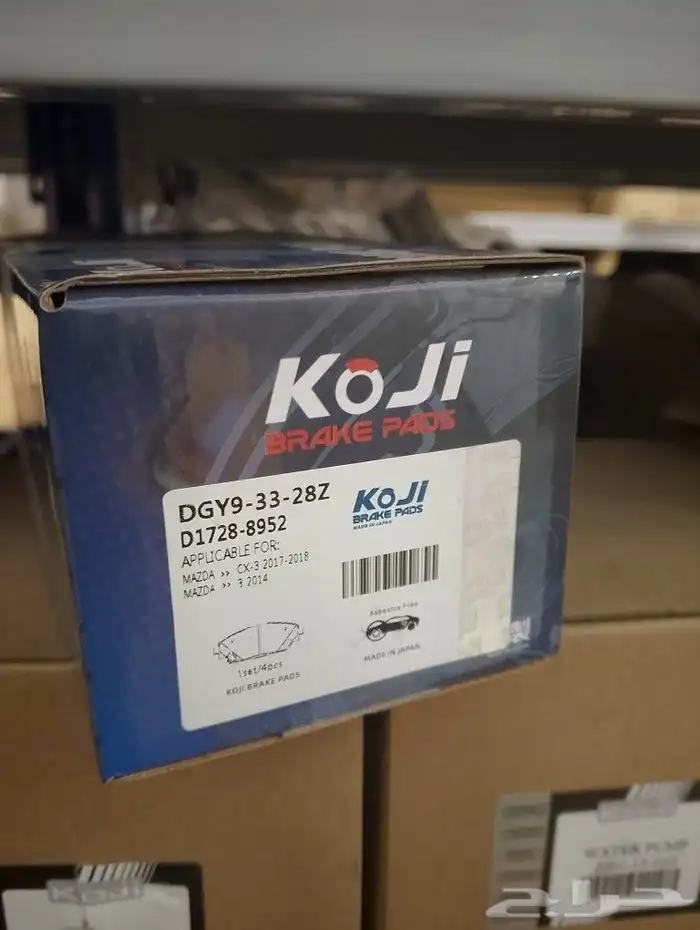 KOJI
BRAKE PADS
DGY9-33-28Z
D1728-8952
APPLICABLE FOR:
MAZDA »» CX-3 2017-2018
MAZDA »» 3 2014
KOJI
BRAKE PADS
MADE IN JAPAN
1set/4pcs
KOJI BRAKE PADS
Asbestos Free
MADE IN JAPAN
WATER PUMP
حراج